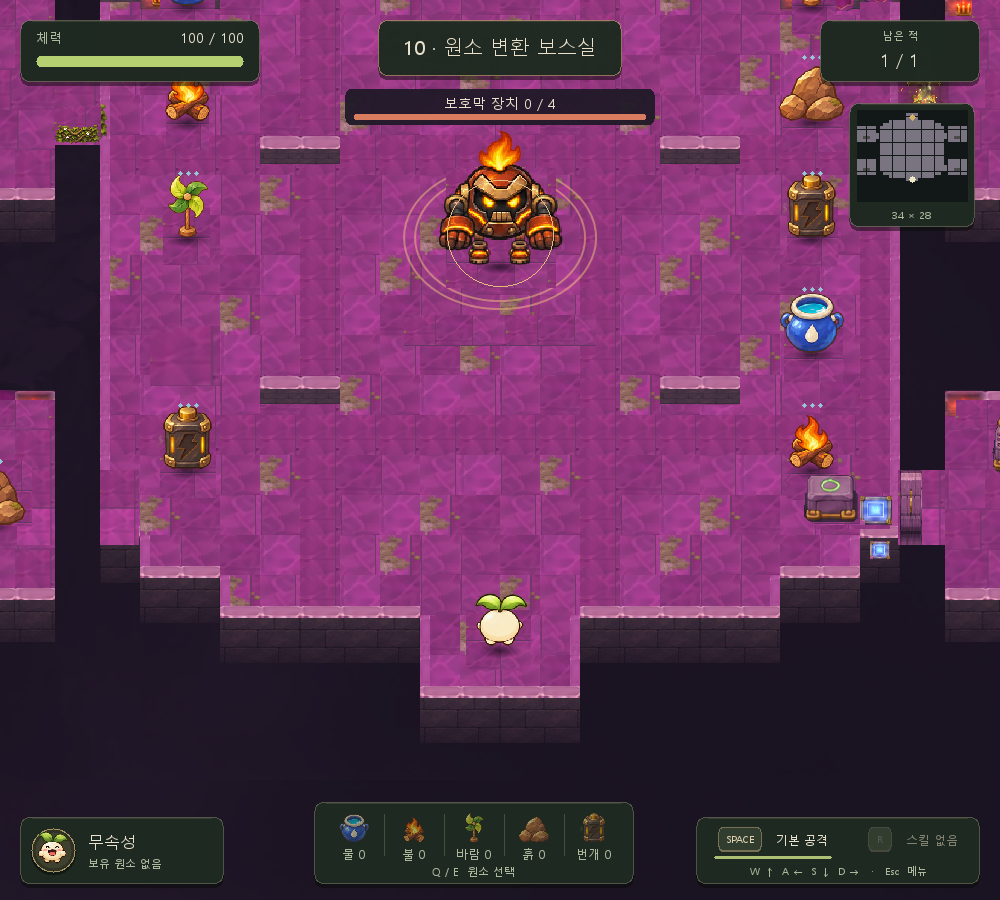 체력 100 / 100
10 · 원소 변환 보스실
남은 적
1 / 1
보호막 장치 0 / 4
34 × 28
무속성
보유 원소 없음
물 0 불 0 바람 0 흙 0 번개 0
Q / E 원소 선택
SPACE 기본 공격 R 스킬 없음
W ↑ A ← S ↓ D → · Esc 메뉴